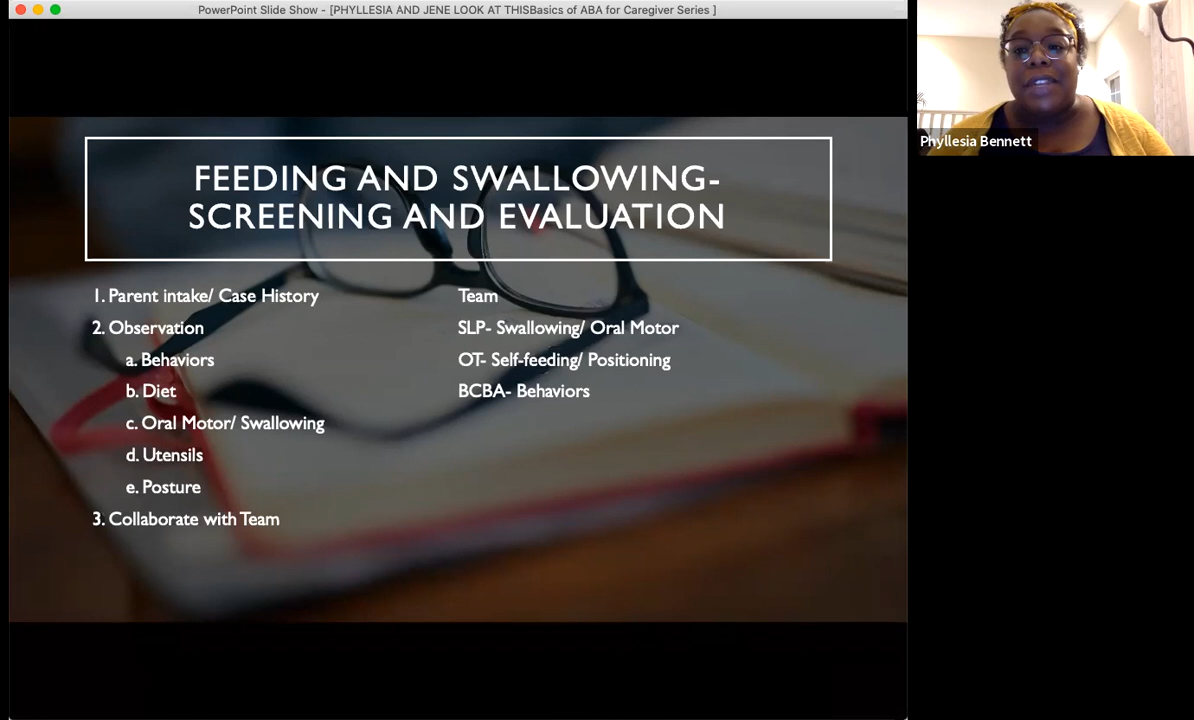 PowerPoint Slide Show - [PHYLLESIA AND JENE LOOK AT THISBasics of ABA for Caregiver Series ]
FEEDING AND SWALLOWING-
SCREENING AND EVALUATION
1. Parent intake/ Case History
2. Observation
a. Behaviors
b. Diet
c. Oral Motor/ Swallowing
d. Utensils
e. Posture
3. Collaborate with Team
Team
SLP- Swallowing/ Oral Motor
OT- Self-feeding/ Positioning
BCBA- Behaviors
Phyllesia Bennett